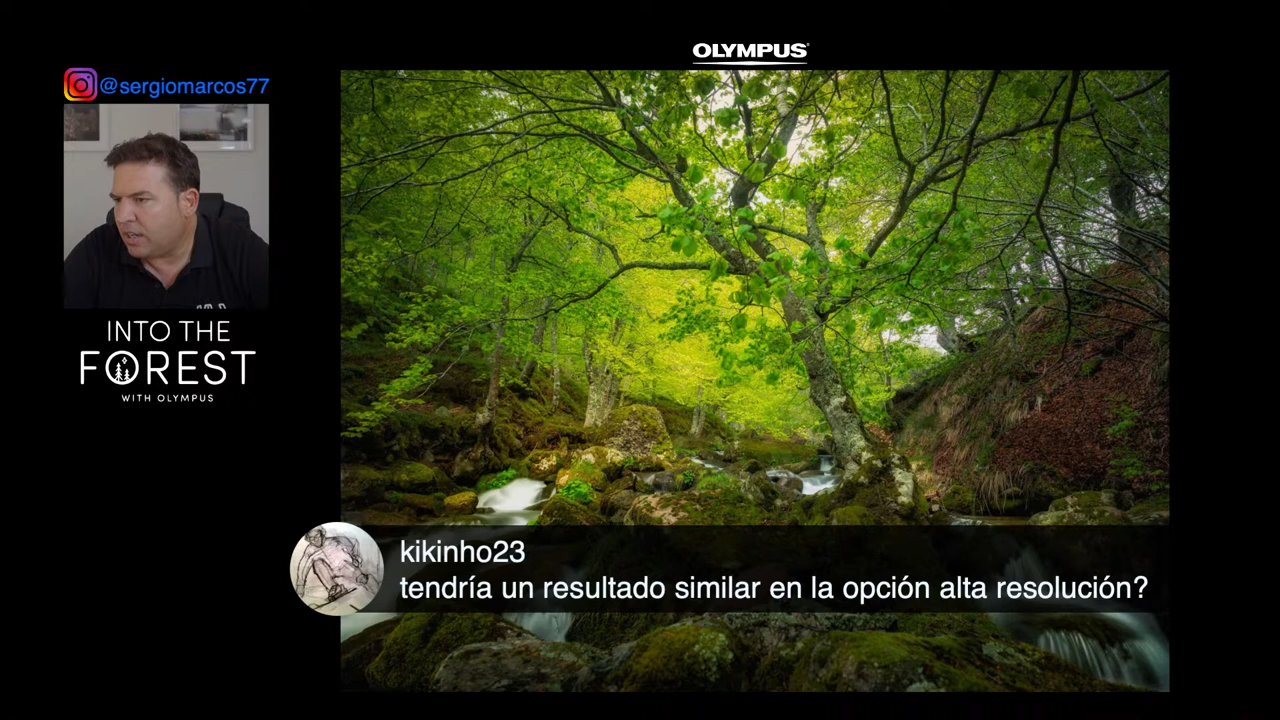 OLYMPUS
@sergiomarcos77
INTO THE
FOREST
WITH OLYMPUS
kikinho23
tendría un resultado similar en la opción alta resolución?